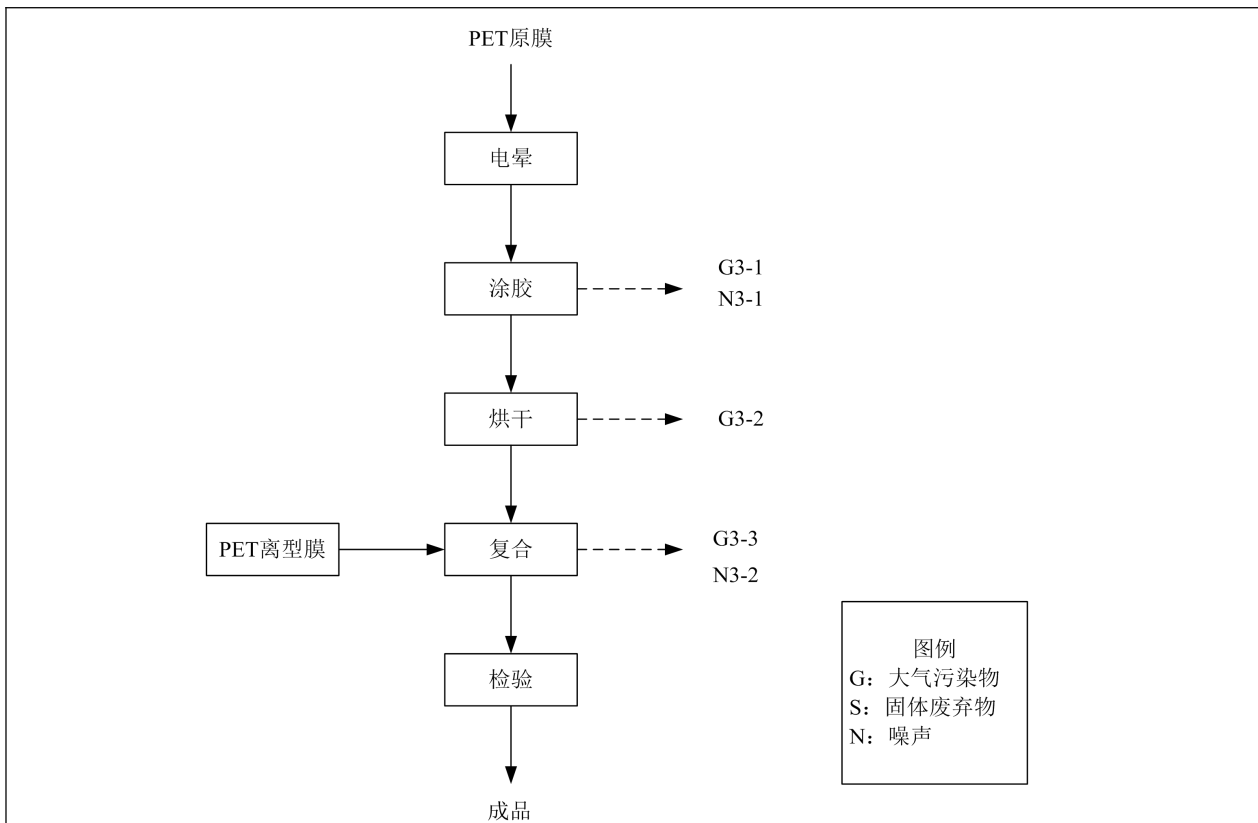 PET原膜
电晕
涂胶
G3-1
N3-1
烘干
G3-2
PET离型膜
复合
G3-3
N3-2
检验
成品
图例
G：大气污染物
S：固体废弃物
N：噪声